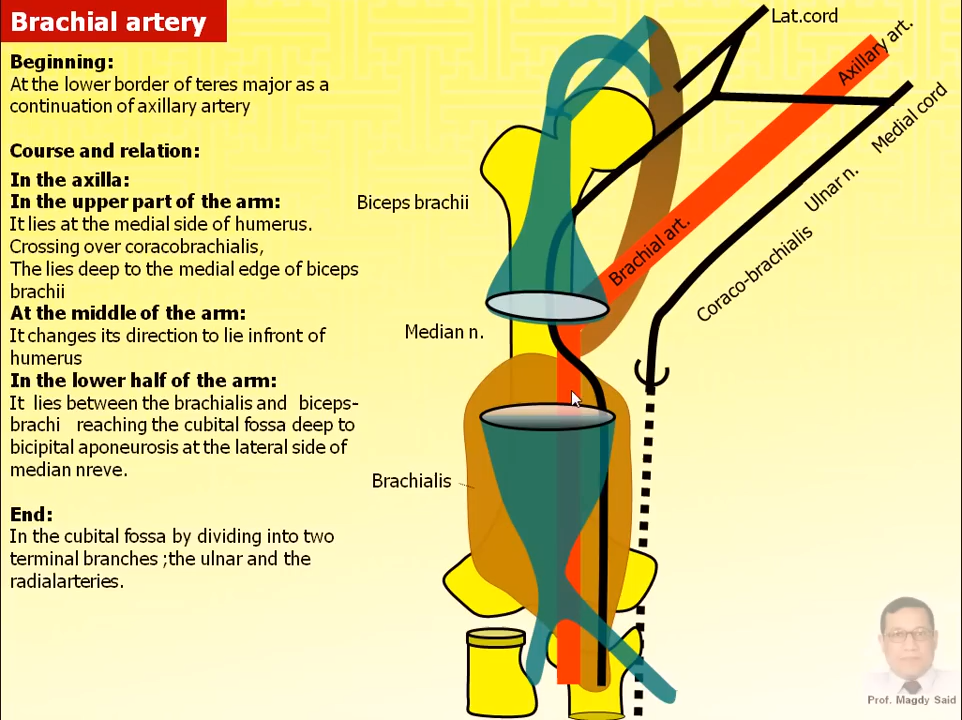 Brachial artery
Beginning:
At the lower border of teres major as a
continuation of axillary artery
Course and relation:
In the axilla:
In the upper part of the arm:
It lies at the medial side of humerus.
Crossing over coracobrachialis,
The lies deep to the medial edge of biceps
brachii
At the middle of the arm:
It changes its direction to lie infront of
humerus
In the lower half of the arm:
It lies between the brachialis and biceps-
brachi reaching the cubital fossa deep to
bicipital aponeurosis at the lateral side of
median nreve.
End:
In the cubital fossa by dividing into two
terminal branches ;the ulnar and the
radialarteries.
Lat.cord
Axillary art.
Medial cord
Ulnar n.
Biceps brachii
Brachial art.
Coraco-brachialis
Median n.
Brachialis
Prof. Magdy Said